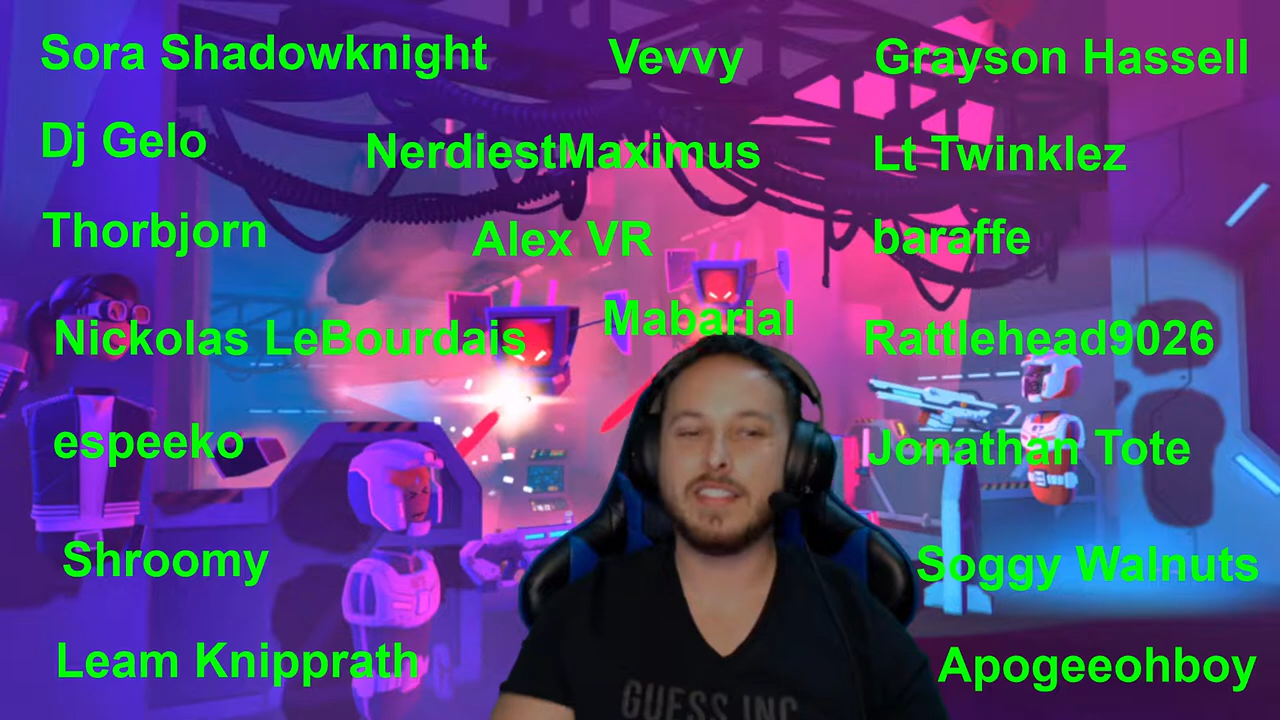 Sora Shadowknight
Vevvy
Grayson Hassell
Dj Gelo
NerdiestMaximus
Lt Twinklez
Thorbjorn
Alex VR
baraffe
Mabarial
Nickolas LeBourdais
Rattlehead9026
espeeko
Jonathan Tote
Shroomy
Soggy Walnuts
Leam Knipprath
Apogeeohboy
GUESS INC